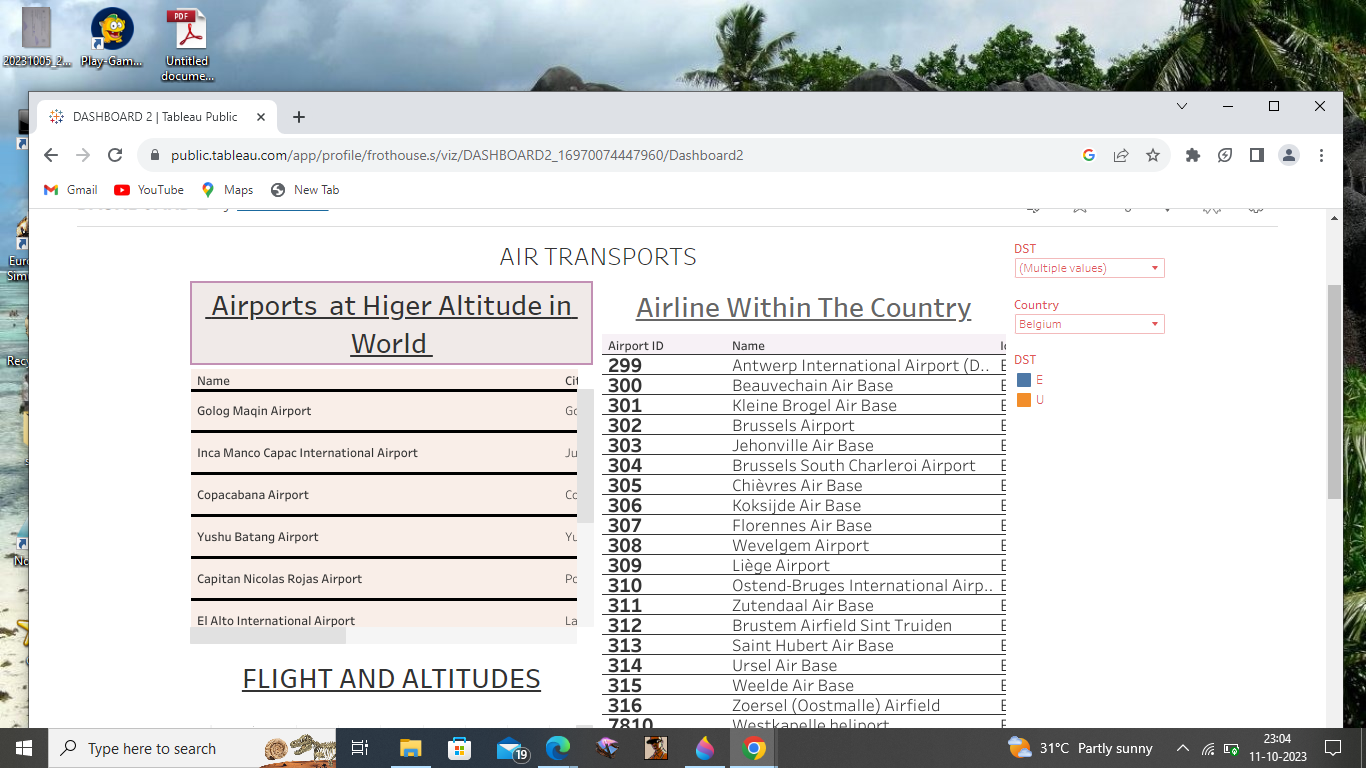 20231005_2...
Play-Gam...
Untitled
docume...
PDF
DASHBOARD 2 | Tableau Public
public.tableau.com/app/profile/frothouse.s/viz/DASHBOARD2_16970074447960/Dashboard2
Gmail
YouTube
Maps
New Tab
AIR TRANSPORTS
Airports at Higer Altitude in
World
Name
Golog Maqin Airport
Inca Manco Capac International Airport
Copacabana Airport
Yushu Batang Airport
Capitan Nicolas Rojas Airport
El Alto International Airport
FLIGHT AND ALTITUDES
Airline Within The Country
Airport ID Name
299 Antwerp International Airport (D..
300 Beauvechain Air Base
301 Kleine Brogel Air Base
302 Brussels Airport
303 Jehonville Air Base
304 Brussels South Charleroi Airport
305 Chièvres Air Base
306 Koksijde Air Base
307 Florennes Air Base
308 Wevelgem Airport
309 Liège Airport
310 Ostend-Bruges International Airp..
311 Zutendaal Air Base
312 Brustem Airfield Sint Truiden
313 Saint Hubert Air Base
314 Ursel Air Base
315 Weelde Air Base
316 Zoersel (Oostmalle) Airfield
7810 Westkapelle heliport
DST
(Multiple values)
Country
Belgium
DST
E
U
Type here to search
19
31°C Partly sunny
23:04
11-10-2023